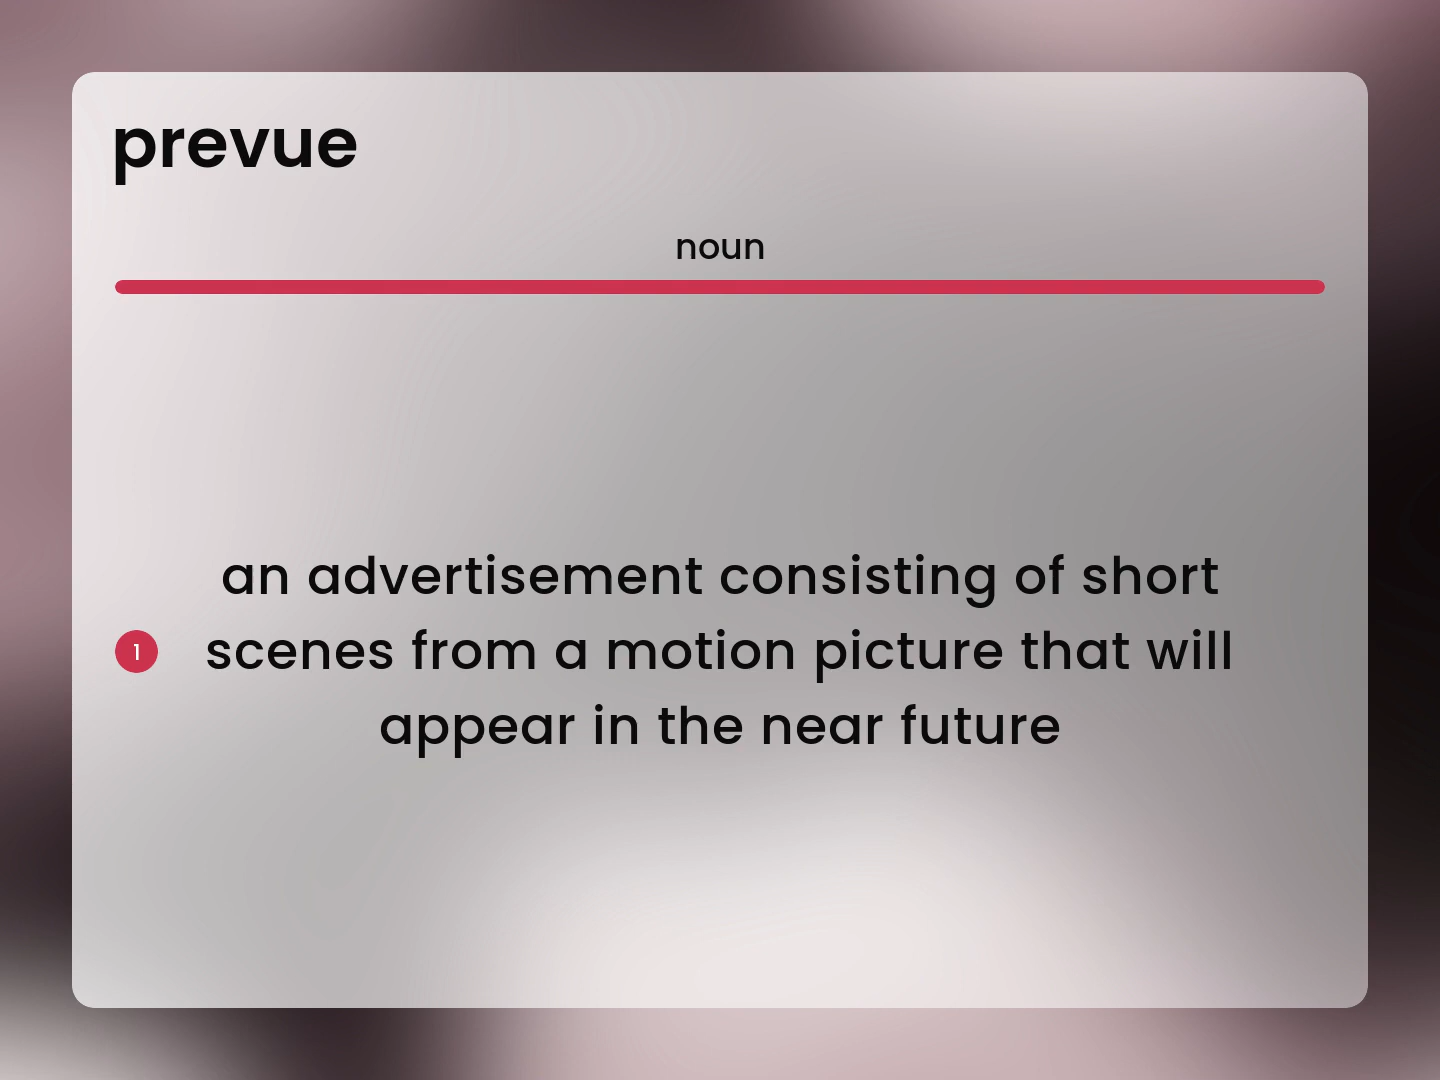 prevue
noun
an advertisement consisting of short
1 scenes from a motion picture that will
appear in the near future